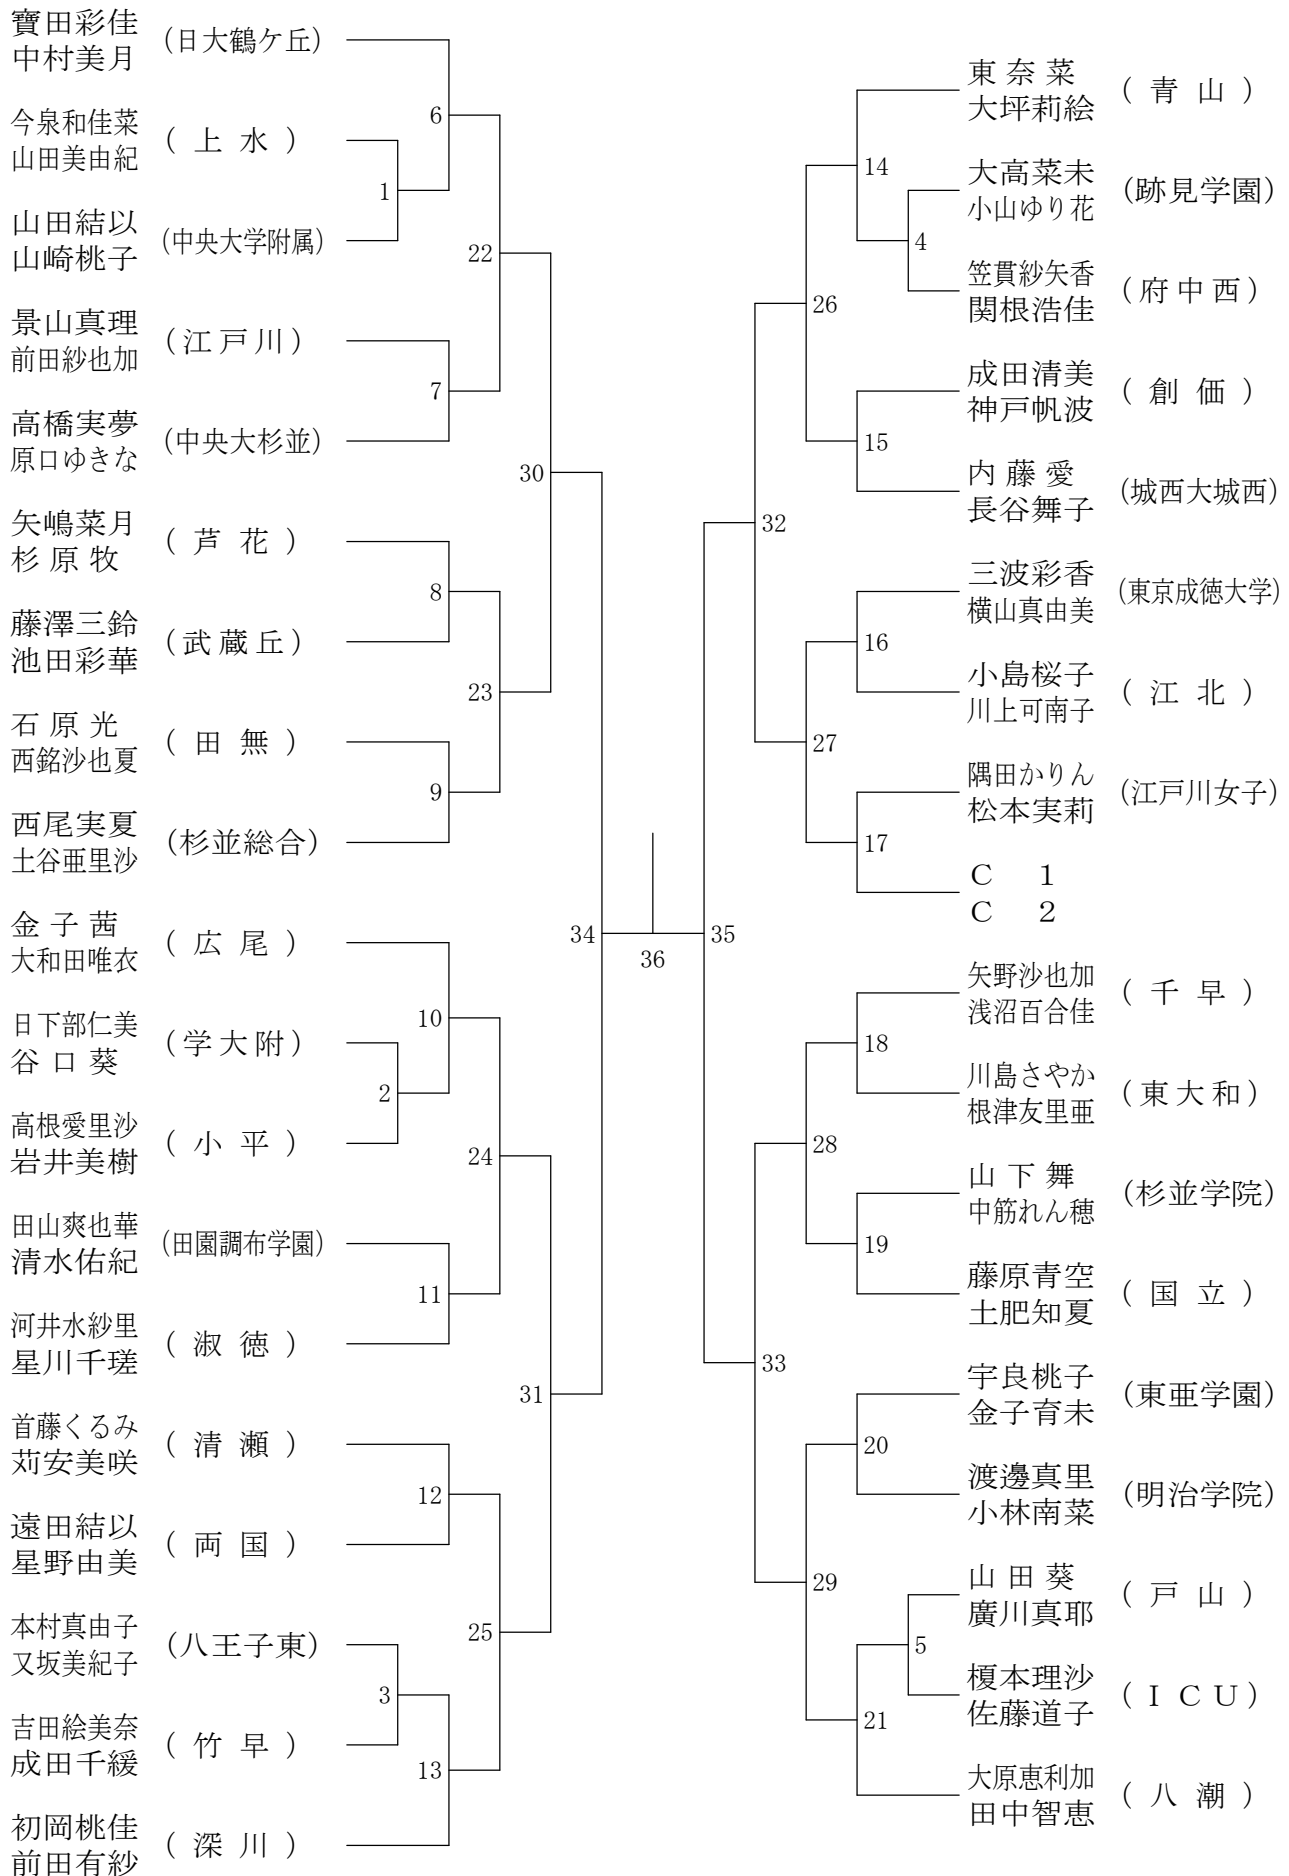 寶田彩佳
中村美月
(日大鶴ケ丘)
今泉和佳菜
山田美由紀
(上水)
山田結以
山崎桃子
(中央大学附属)
景山真理
前田紗也加
(江戸川)
高橋実夢
原口ゆきな
(中央大杉並)
矢嶋菜月
杉原牧
(芦花)
藤澤三鈴
池田彩華
(武蔵丘)
石原光
西銘沙也夏
(田無)
西尾実夏
土谷亜里沙
(杉並総合)
金子茜
大和田唯衣
(広尾)
日下部仁美
谷口葵
(学大附)
高根愛里沙
岩井美樹
(小平)
田山爽也華
清水佑紀
(田園調布学園)
河井水紗里
星川千瑳
(淑徳)
首藤くるみ
苅安美咲
(清瀬)
遠田結以
星野由美
(両国)
本村真由子
又坂美紀子
(八王子東)
吉田絵美奈
成田千緩
(竹早)
初岡桃佳
前田有紗
(深川)
6
1
22
7
30
8
23
9
34
10
2
24
11
31
12
25
3
13
36
35
14
4
26
15
32
16
27
17
18
28
19
33
20
29
5
21
東奈菜
大坪莉絵
(青山)
大高菜未
小山ゆり花
(跡見学園)
笠貫紗矢香
関根浩佳
(府中西)
成田清美
神戸帆波
(創価)
内藤愛
長谷舞子
(城西大城西)
三波彩香
横山真由美
(東京成徳大学)
小島桜子
川上可南子
(江北)
隅田かりん
松本実莉
(江戸川女子)
C 1
C 2
矢野沙也加
浅沼百合佳
(千早)
川島さやか
根津友里亜
(東大和)
山下舞
中筋れん穂
(杉並学院)
藤原青空
土肥知夏
(国立)
宇良桃子
金子育未
(東亜学園)
渡邊真里
小林南菜
(明治学院)
山田葵
廣川真耶
(戸山)
榎本理沙
佐藤道子
(ICU)
大原恵利加
田中智恵
(八潮)